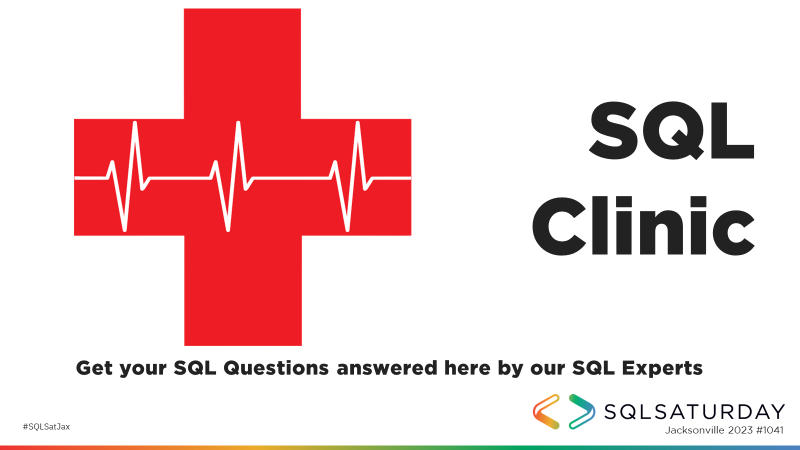 SQL
Clinic
Get your SQL Questions answered here by our SQL Experts
SQLSATURDAY
Jacksonville 2023 #1041
#SQLSatJax